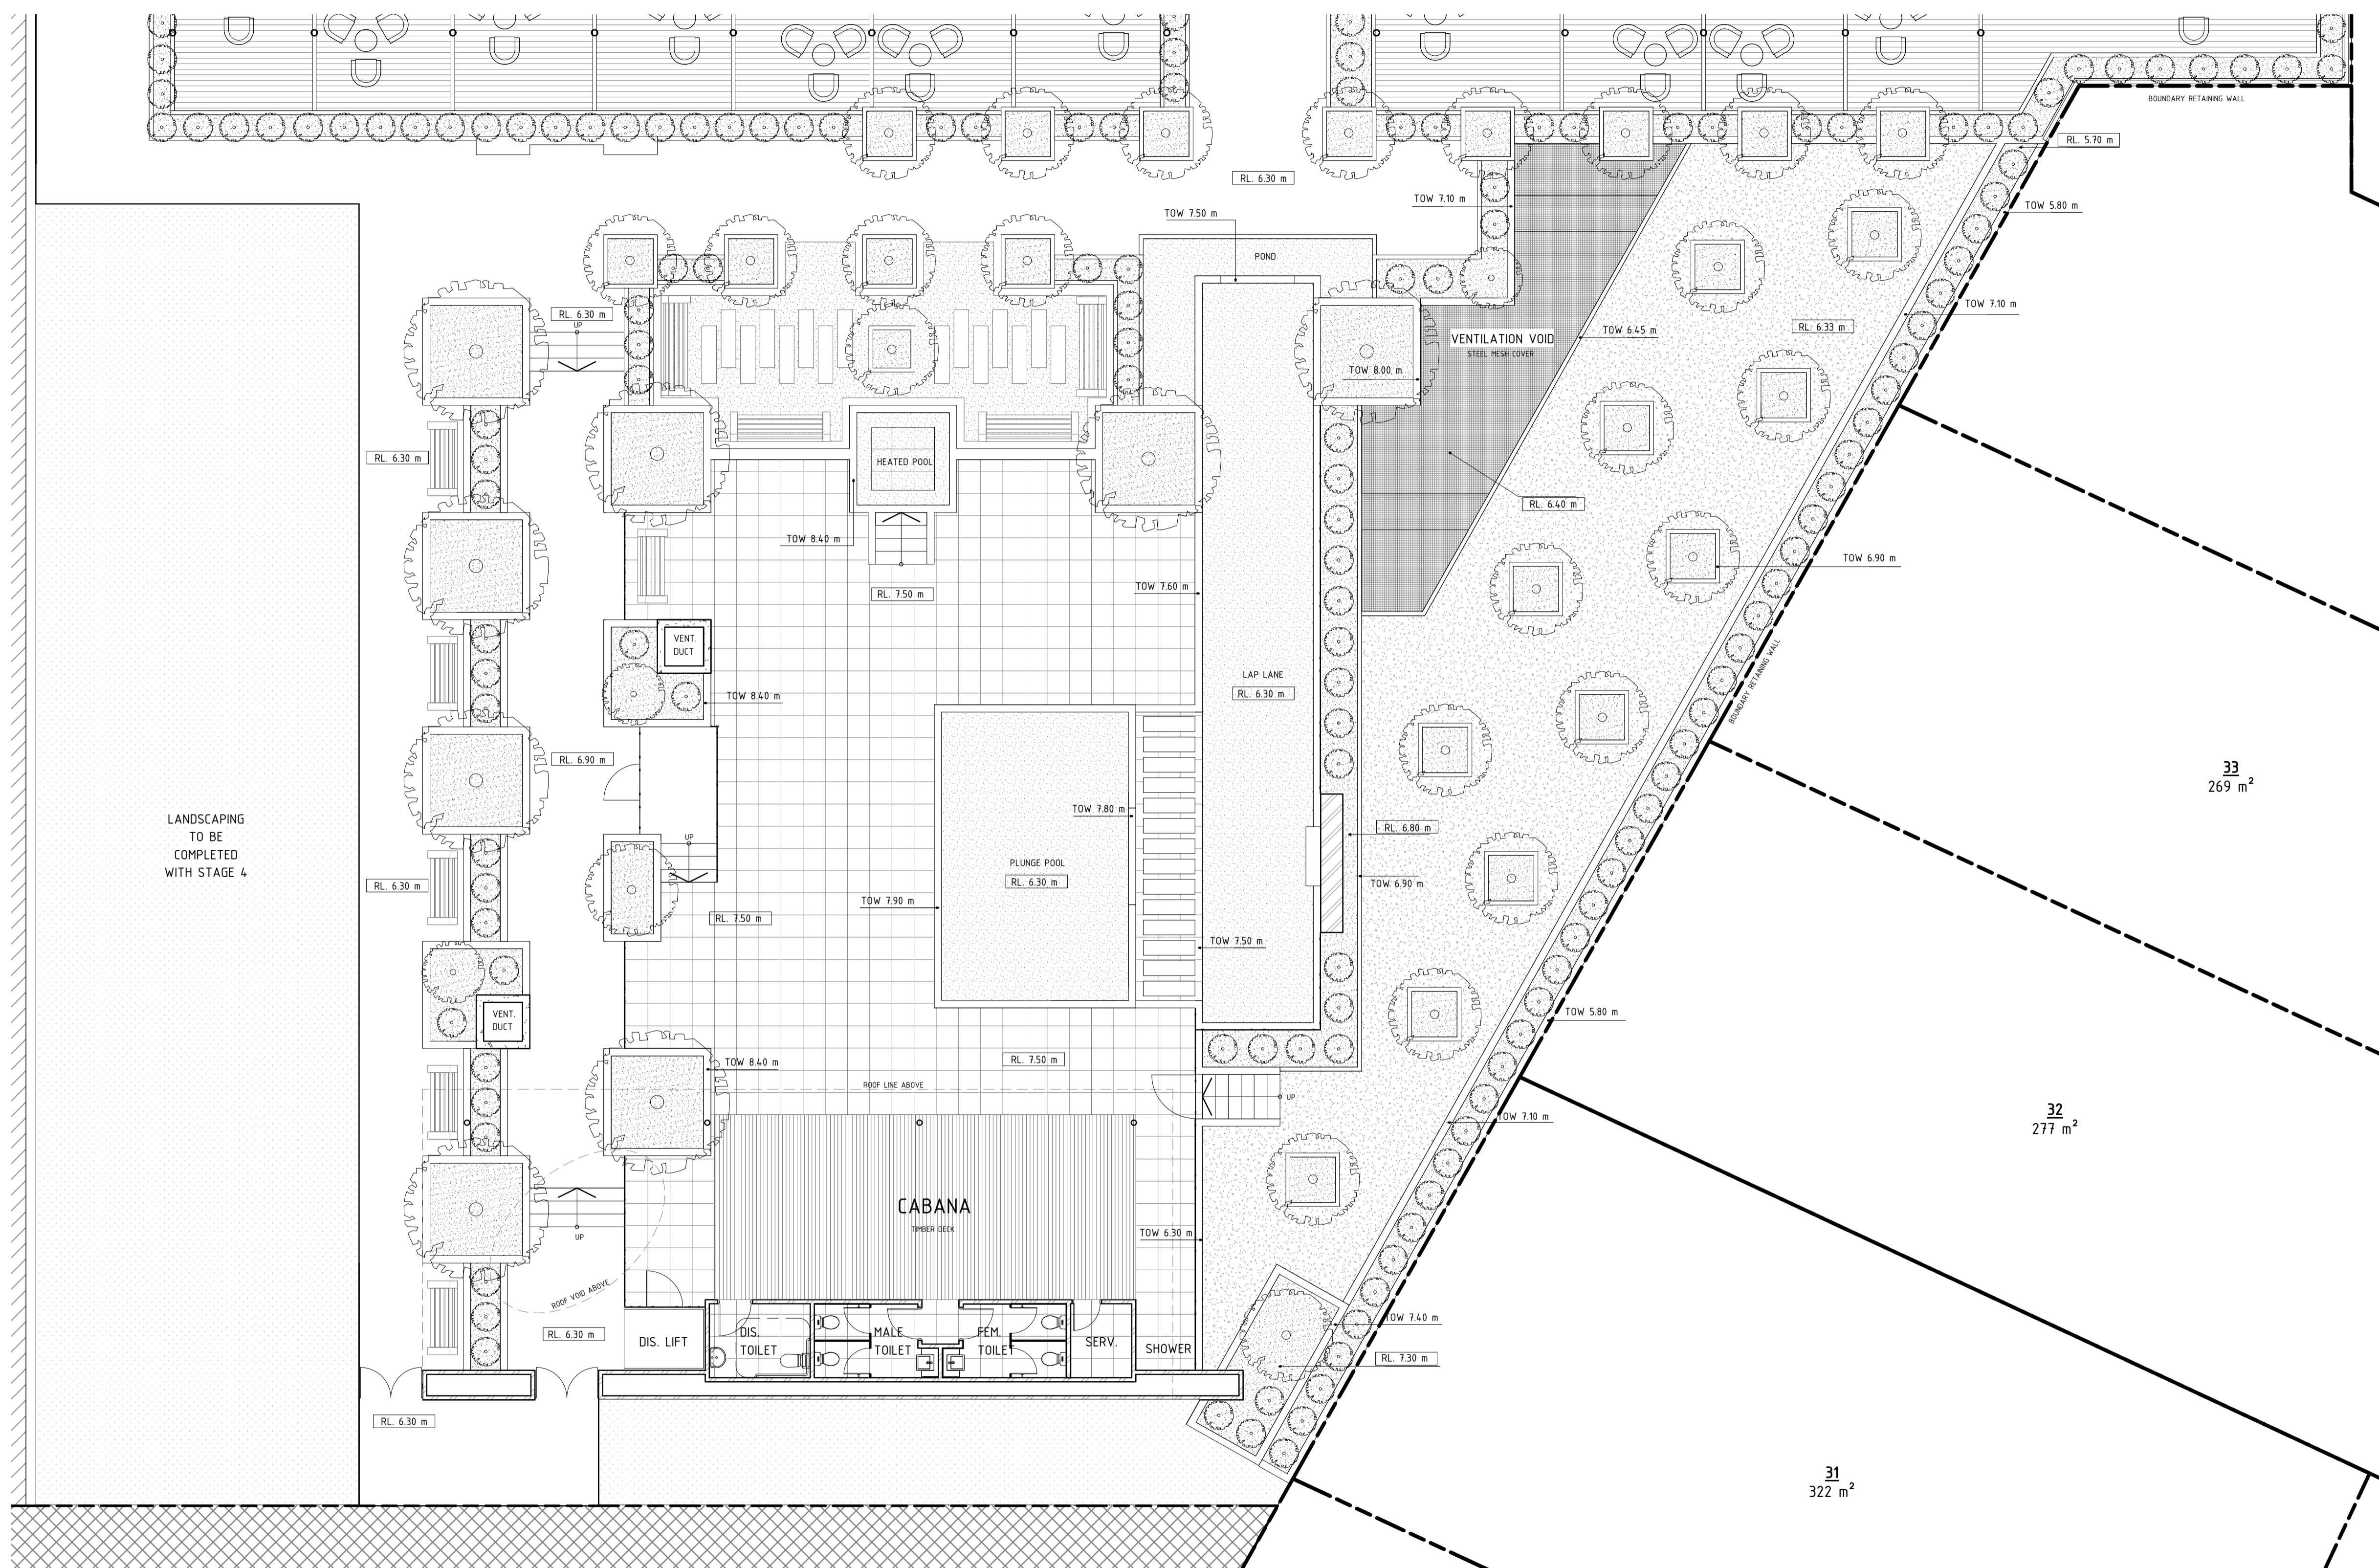 BOUNDARY RETAINING WALL
RL. 5.70 m
RL. 6.30 m
TOW 7.10 m
TOW 5.80 m
TOW 7.50 m
POND
RL. 6.30 m
UP
TOW 7.10 m
RL. 6.33 m
TOW 6.45 m
VENTILATION VOID
STEEL MESH COVER
TOW 8.00 m
RL. 6.30 m
HEATED POOL
RL. 6.40 m
TOW 8.40 m
TOW 6.90 m
TOW 7.60 m
RL. 7.50 m
VENT.
DUCT
BOUNDARY RETAINING WALL
LAP LANE
RL. 6.30 m
TOW 8.40 m
RL. 6.90 m
33
269 m²
TOW 7.80 m
LANDSCAPING
TO BE
COMPLETED
WITH STAGE 4
UP
RL. 6.80 m
PLUNGE POOL
RL. 6.30 m
RL. 6.30 m
TOW 6.90 m
TOW 7.90 m
RL. 7.50 m
TOW 7.50 m
VENT.
DUCT
TOW 5.80 m
TOW 8.40 m
RL. 7.50 m
ROOF LINE ABOVE
UP
TOW 7.10 m
32
277 m²
CABANA
TIMBER DECK
TOW 6.30 m
UP
ROOF VOID ABOVE
TOW 7.40 m
RL. 6.30 m
DIS. LIFT
DIS.
TOILET
MALE
TOILET
FEM.
TOILET
SERV.
SHOWER
RL. 7.30 m
RL. 6.30 m
31
322 m²